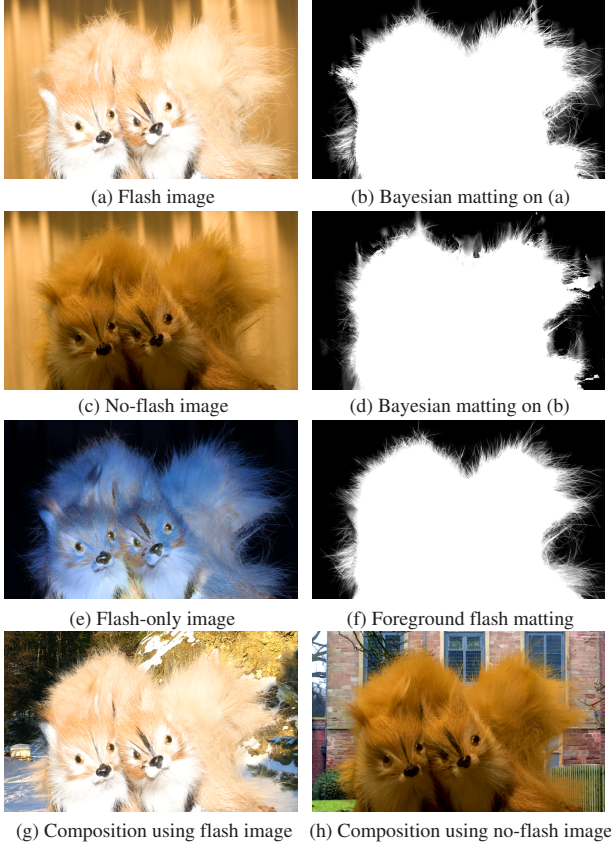 (a) Flash image
(b) Bayesian matting on (a)
(c) No-flash image
(d) Bayesian matting on (b)
(e) Flash-only image
(f) Foreground flash matting
(g) Composition using flash image
(h) Composition using no-flash image